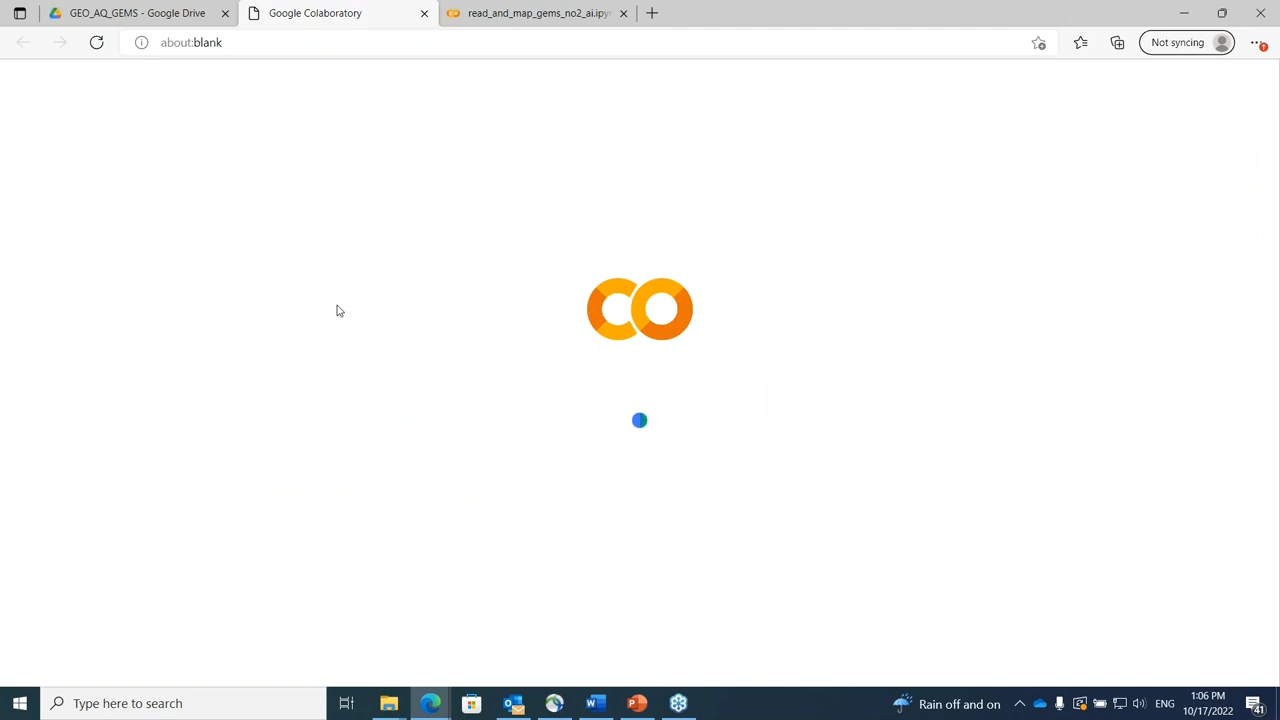 GEO_AQ_GEMS - Google Drive
Google Colaboratory
read_and_map_gems_no2_ai.ipyn
about:blank
Not syncing
CO
Type here to search
Rain off and on
ENG
1:06 PM
10/17/2022
41